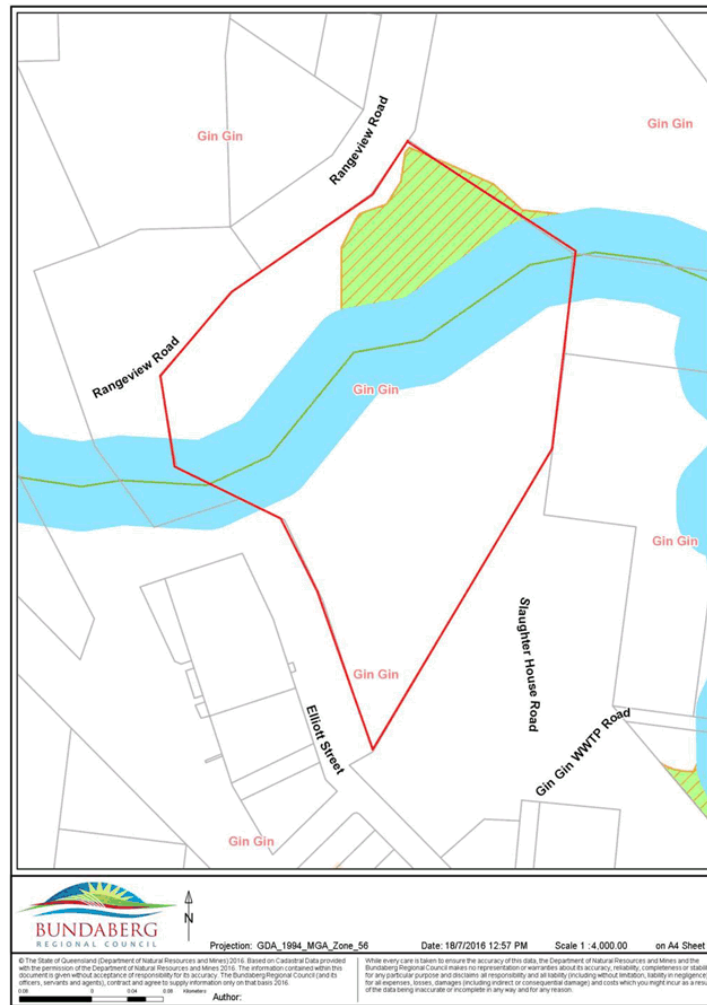 Gin Gin
Rangeview Road
Gin Gin
Rangeview Road
Gin Gin
Gin Gin
Slaughter House Road
Gin Gin
Elliott Street
Gin Gin WWTP Road
Gin Gin
N
BUNDABERG
REGIONAL COUNCIL
Projection: GDA_1994_MGA_Zone_56 Date: 18/7/2016 12:57 PM Scale 1 :4,000.00 on A4 Sheet
© The State of Queensland (Department of Natural Resources and Mines) 2016. Based on Cadastral Data provided
with the permission of the Department of Natural Resources and Mines 2016. The information contained within this
document is given without acceptance of responsibility for its accuracy. The Bundaberg Regional Council (and its
officers, servants and agents), contract and agree to supply information only on that basis 2016.
0.08 0 0.04 0.08 Kilometers
Author:
While every care is taken to ensure the accuracy of this data, the Department of Natural Resources and Mines and the
Bundaberg Regional Council makes no representation or warranties about its accuracy, reliability, completeness or
for any particular purpose and disclaims all responsibility and all liability (including without limitation, liability in negligence)
for all expenses, losses, damages (including indirect or consequential damage) and costs which you might incur as a
of the data being inaccurate or incomplete in any way and for any reason.